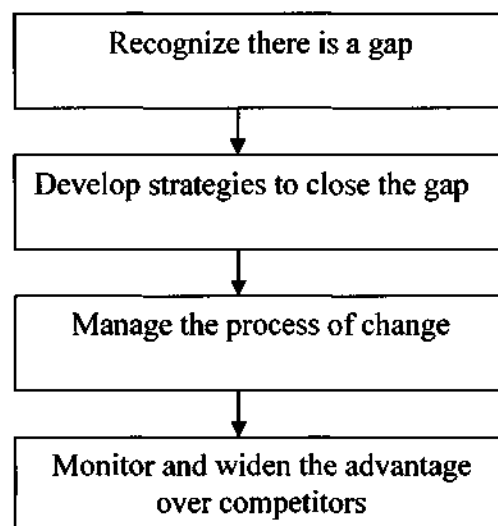 Recognize there is a gap
Develop strategies to close the gap
Manage the process of change
Monitor and widen the advantage
over competitors